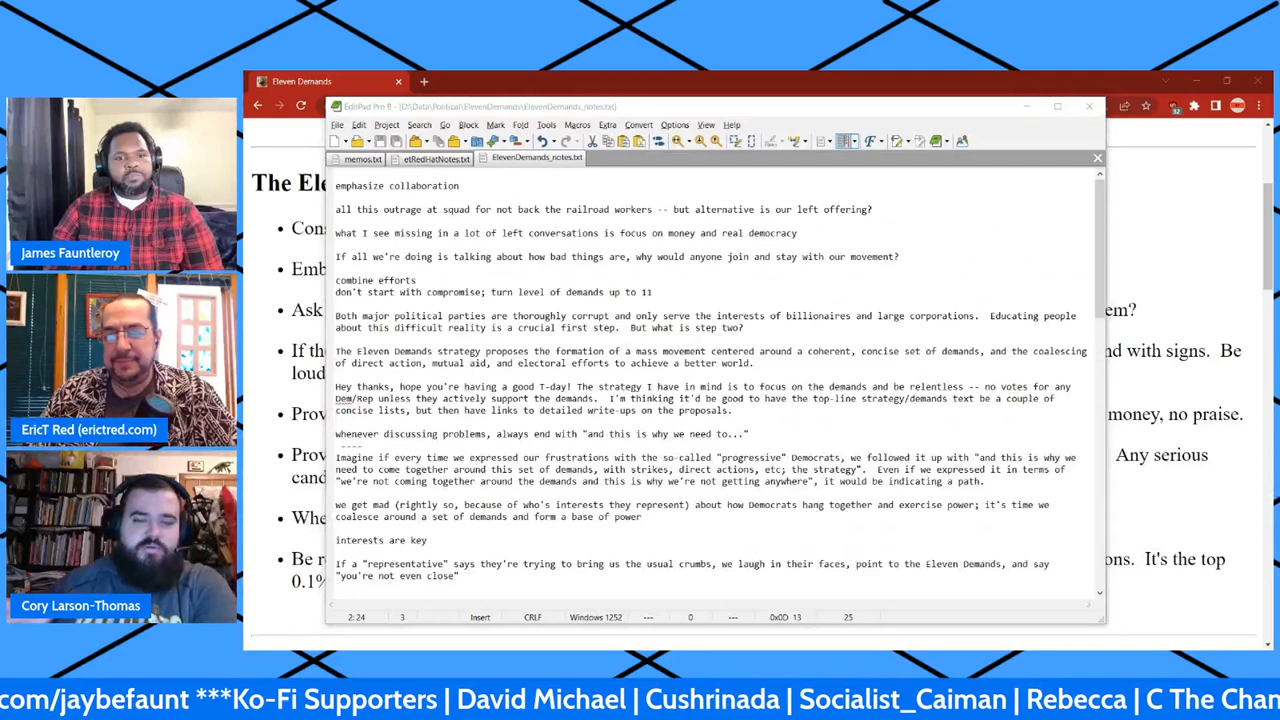 Eleven Demands
EditPad Pro 8 - [D:\Data\Political\ElevenDemands\ElevenDemands_notes.txt]
File Edit Project Search Go Block Mark Fold Tools Macros Extra Convert Options View Help
memos.txt etRedHatNotes.txt ElevenDemands_notes.txt
The Ele
Con
Emb
Ask
em?
If th
nd with signs. Be
loud
Prov
money, no praise.
Prov
Any serious
cand
Whe
Be re
ons. It's the top
0.1%
emphasize collaboration
all this outrage at squad for not back the railroad workers -- but alternative is our left offering?
what I see missing in a lot of left conversations is focus on money and real democracy
If all we're doing is talking about how bad things are, why would anyone join and stay with our movement?
combine efforts
don't start with compromise; turn level of demands up to 11
Both major political parties are thoroughly corrupt and only serve the interests of billionaires and large corporations. Educating people
about this difficult reality is a crucial first step. But what is step two?
The Eleven Demands strategy proposes the formation of a mass movement centered around a coherent, concise set of demands, and the coalescing
of direct action, mutual aid, and electoral efforts to achieve a better world.
Hey thanks, hope you're having a good T-day! The strategy I have in mind is to focus on the demands and be relentless -- no votes for any
Dem/Rep unless they actively support the demands. I'm thinking it'd be good to have the top-line strategy/demands text be a couple of
concise lists, but then have links to detailed write-ups on the proposals.
whenever discussing problems, always end with "and this is why we need to..."
----
Imagine if every time we expressed our frustrations with the so-called "progressive" Democrats, we followed it up with "and this is why we
need to come together around this set of demands, with strikes, direct actions, etc; the strategy". Even if we expressed it in terms of
"we're not coming together around the demands and this is why we're not getting anywhere", it would be indicating a path.
we get mad (rightly so, because of who's interests they represent) about how Democrats hang together and exercise power; it's time we
coalesce around a set of demands and form a base of power
interests are key
If a "representative" says they're trying to bring us the usual crumbs, we laugh in their faces, point to the Eleven Demands, and say
"you're not even close"
2:24 3 Insert CRLF Windows 1252 --- 0 --- 0x0D 13 25
James Fauntleroy
EricT Red (erictred.com)
Cory Larson-Thomas
com/jaybefaunt ***Ko-Fi Supporters | David Michael | Cushrinada | Socialist_Caiman | Rebecca | C The Chan